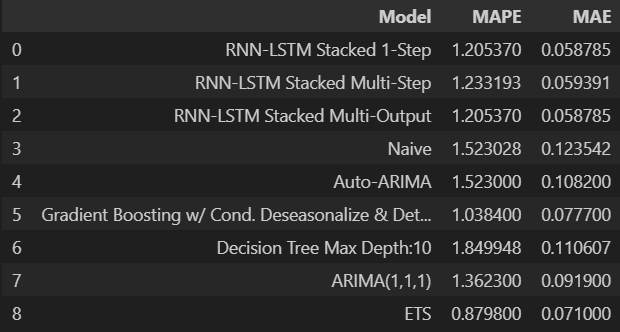 Model MAPE MAE
0 RNN-LSTM Stacked 1-Step 1.205370 0.058785
1 RNN-LSTM Stacked Multi-Step 1.233193 0.059391
2 RNN-LSTM Stacked Multi-Output 1.205370 0.058785
3 Naive 1.523028 0.123542
4 Auto-ARIMA 1.523000 0.108200
5 Gradient Boosting w/ Cond. Deseasonalize & Det... 1.038400 0.077700
6 Decision Tree Max Depth:10 1.849948 0.110607
7 ARIMA(1,1,1) 1.362300 0.091900
8 ETS 0.879800 0.071000